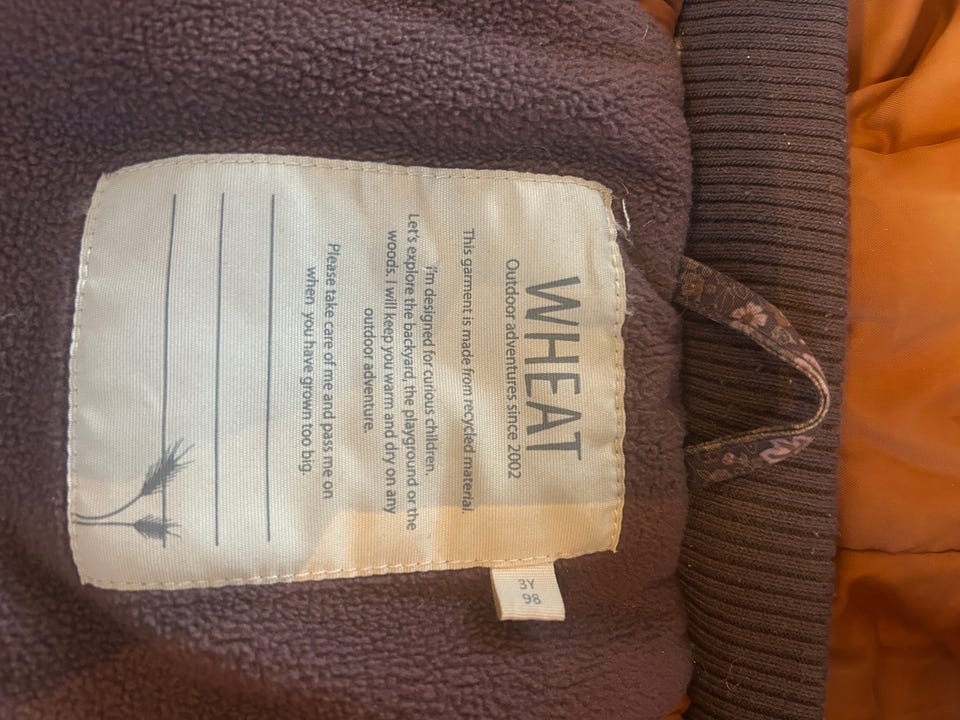 WHEAT
Outdoor adventures since 2002
This garment is made from recycled material.
I'm designed for curious children.
Let's explore the backyard, the playground or the
woods. I will keep you warm and dry on any
outdoor adventure.
Please take care of me and pass me on
when you have grown too big.
3Y
98